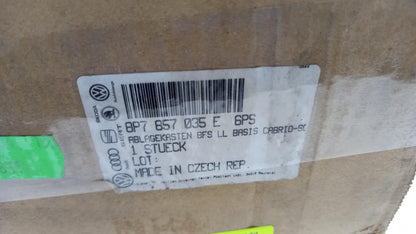 8P7 857 035 E 6PS
ABLAGEKASTEN BFS LL BASIS CABRIO-SC
1 STUECK
LOT:
MADE IN CZECH REP.